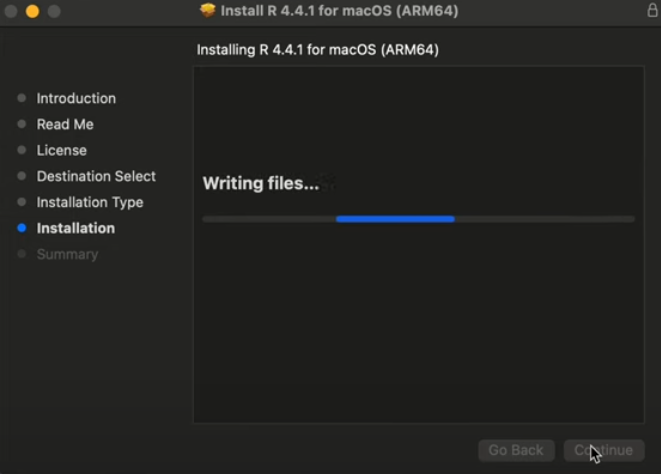 Install R 4.4.1 for macOS (ARM64)
Installing R 4.4.1 for macOS (ARM64)
Introduction
Read Me
License
Destination Select
Installation Type
Installation
Summary
Writing files...
Go Back
Continue